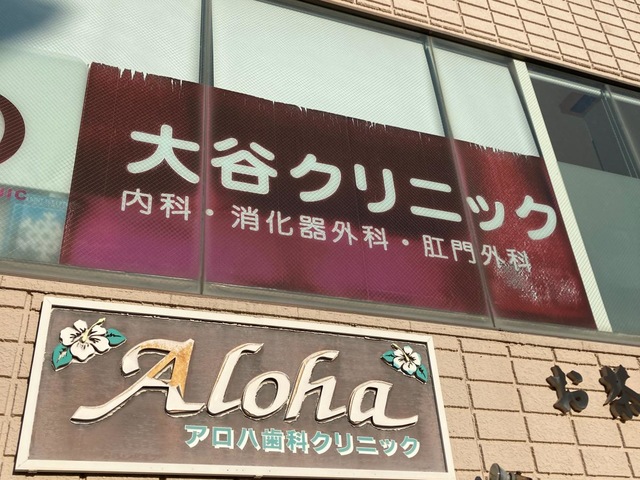 大谷クリニック
内科・消化器外科・肛門外科
Aloha
アロハ歯科クリニック